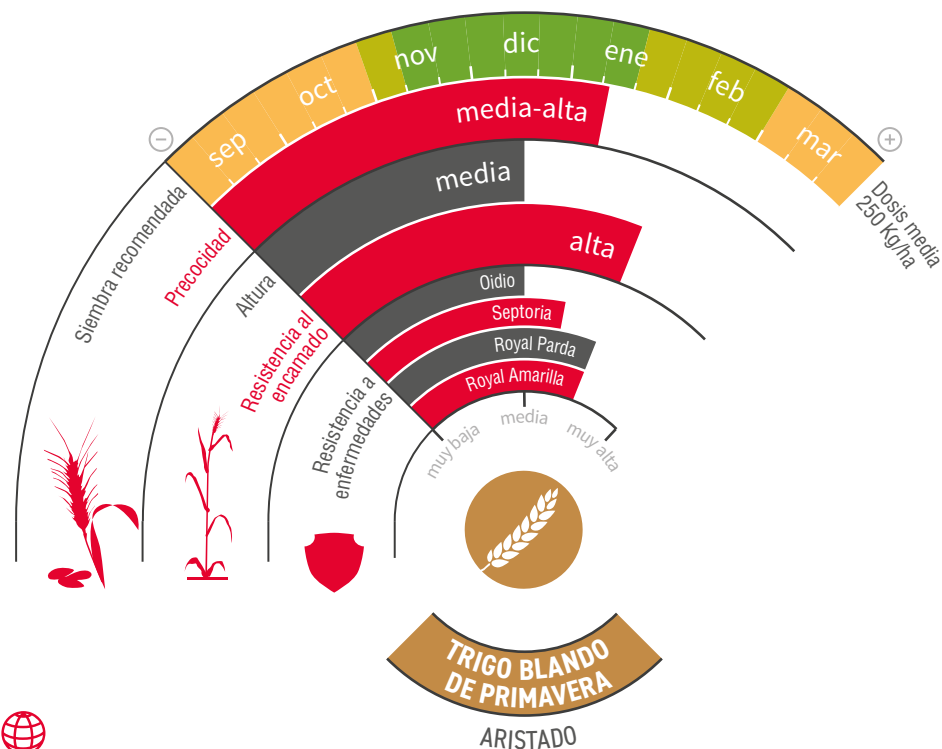 sep
oct
nov
dic
ene
feb
mar
Dosis media
250 Kg/ha
Siembra recomendada
Precocidad
media-alta
Altura
media
Resistencia al
encamado
alta
Resistencia a
enfermedades
Oidio
Septoria
Royal Parda
Royal Amarilla
muy baja
media
muy alta
TRIGO BLANDO
DE PRIMAVERA
ARISTADO